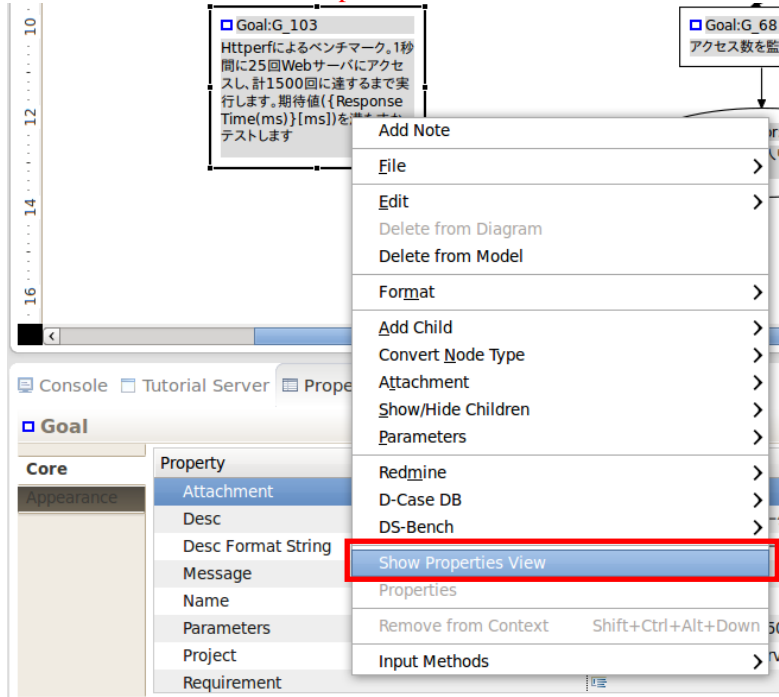 10
12
14
16
Goal:G_103
Httperfによるベンチマーク。1秒
間に25回Webサーバにアクセ
スし、計1500回に達するまで実
行します。期待値({Response
Time(ms)}[ms])を
テストします
Goal:G_68
アクセス数を監
Add Note
File
Edit
Delete from Diagram
Delete from Model
Format
Add Child
Convert Node Type
Attachment
Show/Hide Children
Parameters
Redmine
D-Case DB
DS-Bench
Show Properties View
Properties
Remove from Context Shift+Ctrl+Alt+Down
Input Methods
Console Tutorial Server Prope
Goal
Core
Appearance
Property
Attachment
Desc
Desc Format String
Message
Name
Parameters
Project
Requirement